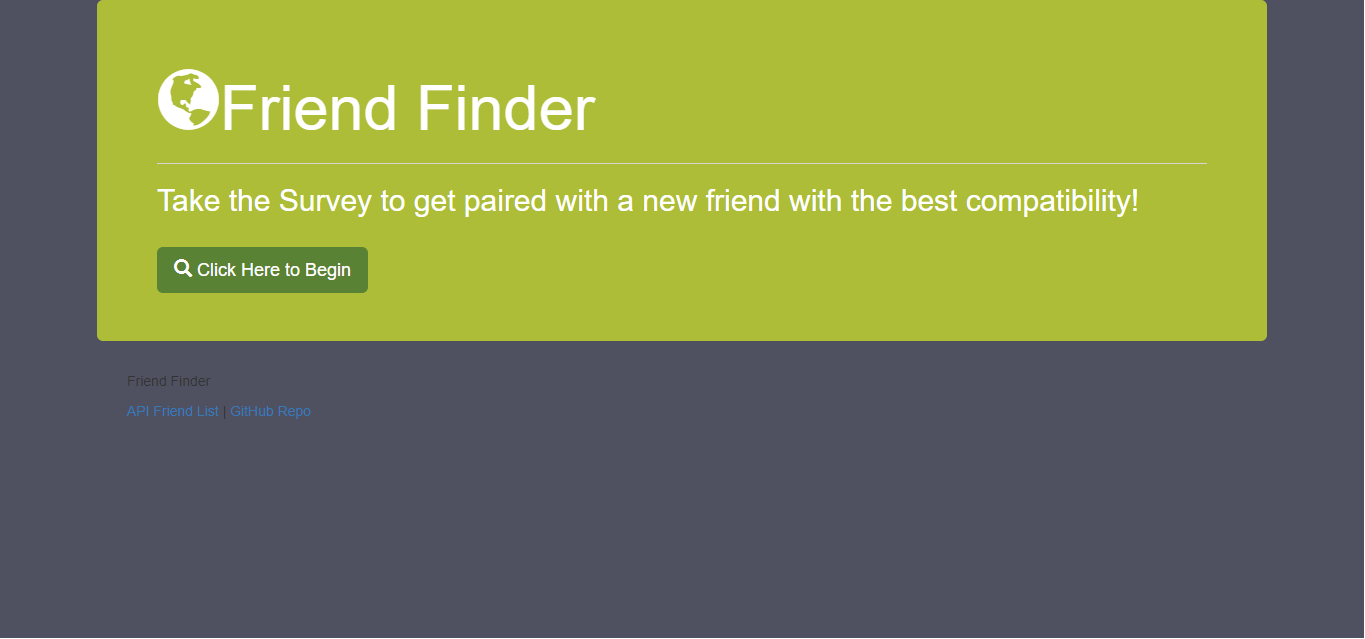 Friend Finder
Take the Survey to get paired with a new friend with the best compatibility!
Click Here to Begin
Friend Finder
API Friend List | GitHub Repo